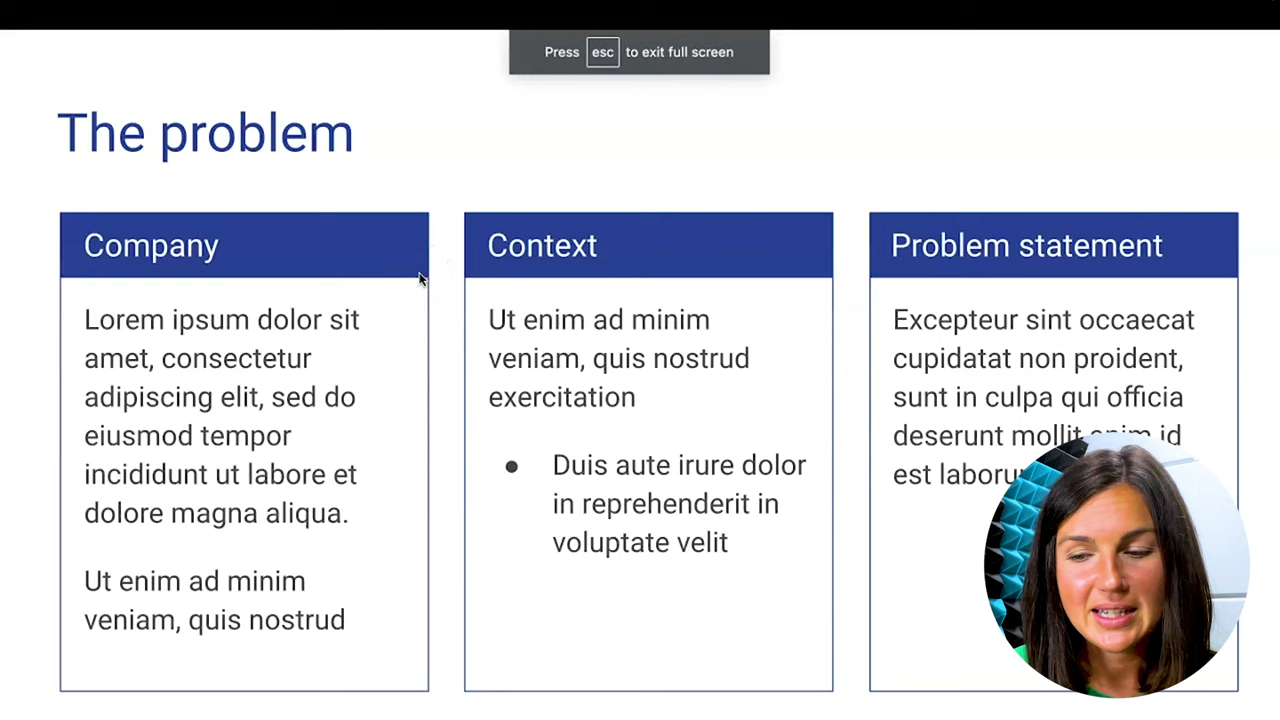 Press esc to exit full screen
The problem
Company
Lorem ipsum dolor sit
amet, consectetur
adipiscing elit, sed do
eiusmod tempor
incididunt ut labore et
dolore magna aliqua.
Ut enim ad minim
veniam, quis nostrud
Context
Ut enim ad minim
veniam, quis nostrud
exercitation
● Duis aute irure dolor
in reprehenderit in
voluptate velit
Problem statement
Excepteur sint occaecat
cupidatat non proident,
sunt in culpa qui officia
deserunt mollit anim id
est